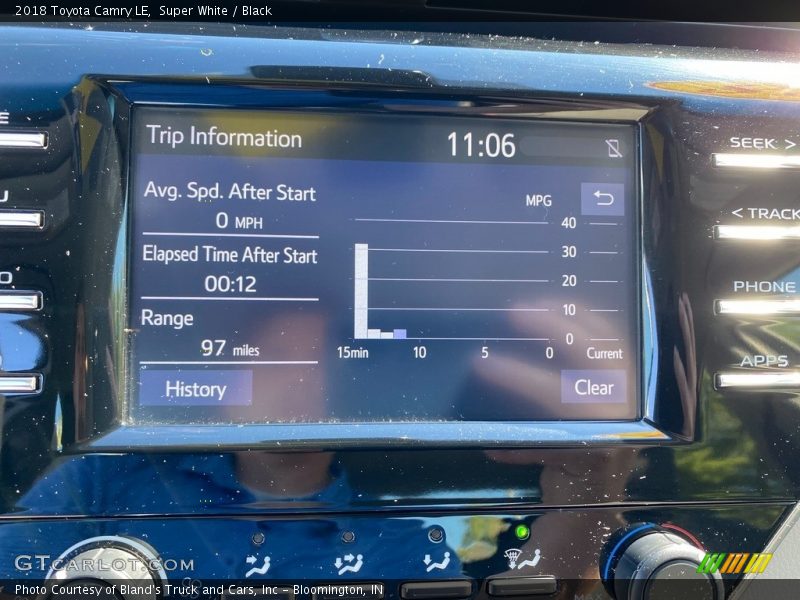 2018 Toyota Camry LE, Super White / Black
Trip Information
11:06
SEEK >
Avg. Spd. After Start
0 MPH
MPG
< TRACK
Elapsed Time After Start
00:12
40
30
20
10
0
PHONE
Range
97 miles
15min 10 5 0 Current
APPS
History
Clear
GTCARLOT.COM
Photo Courtesy of Bland's Truck and Cars, Inc – Bloomington, IN